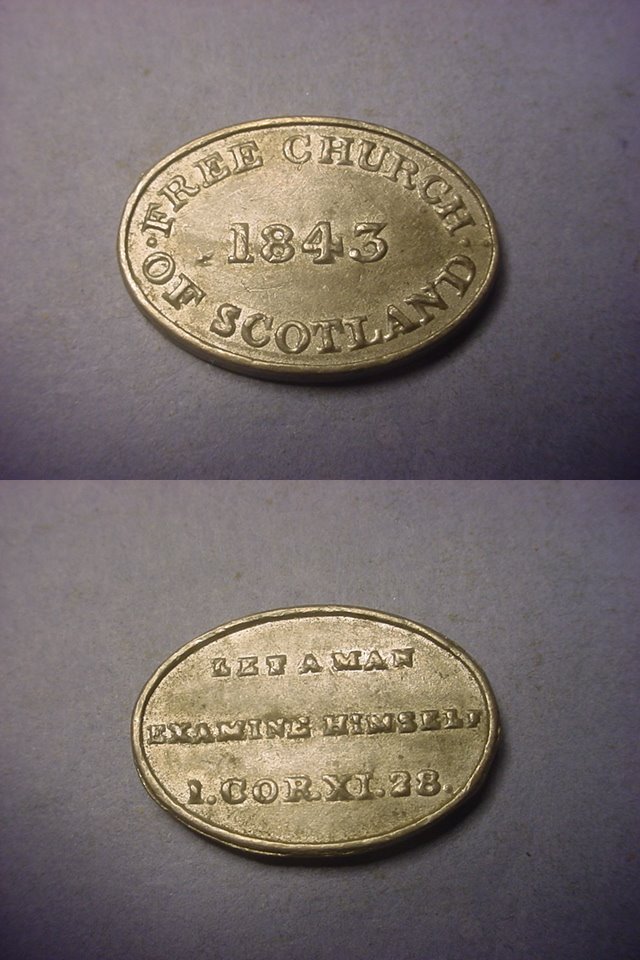 ·FREE CHURCH·
1843
OF SCOTLAND
LET A MAN
EXAMINE HIMSELF
1.COR.XI.28.